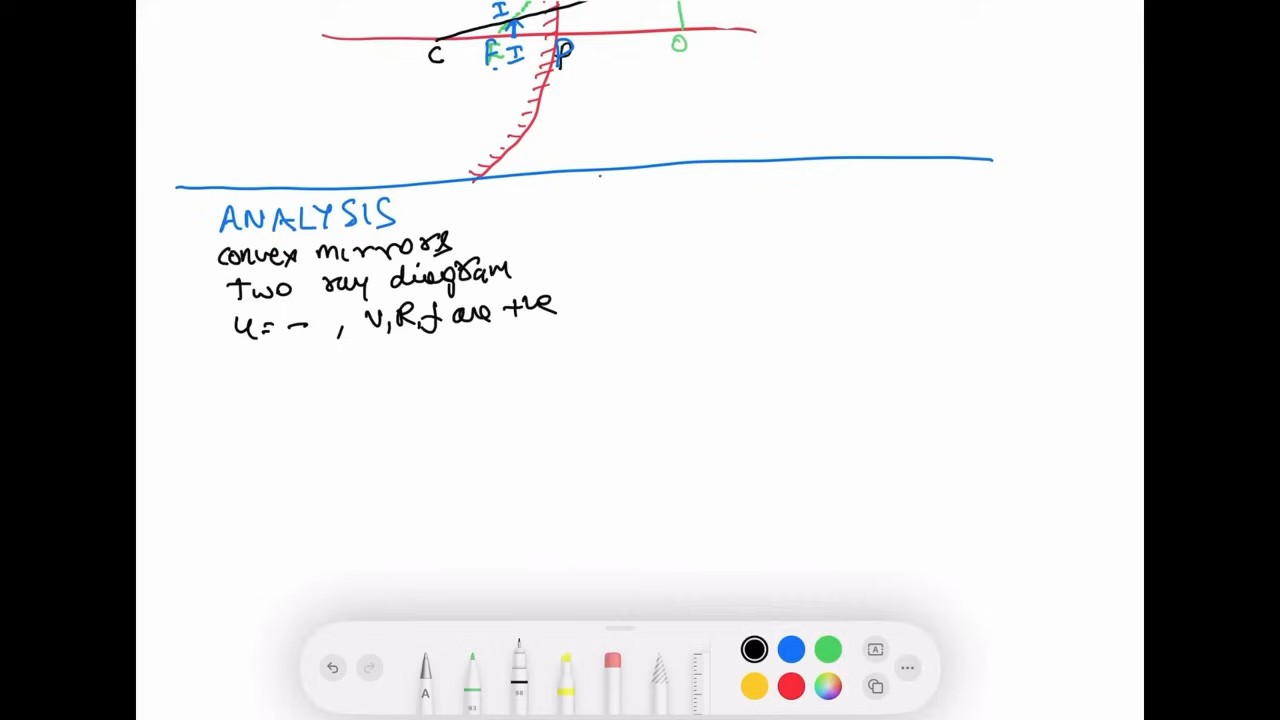 I
C F I P O
ANALYSIS
convex mirrors
two ray diagram
u = - , v, R, f are +ve
A